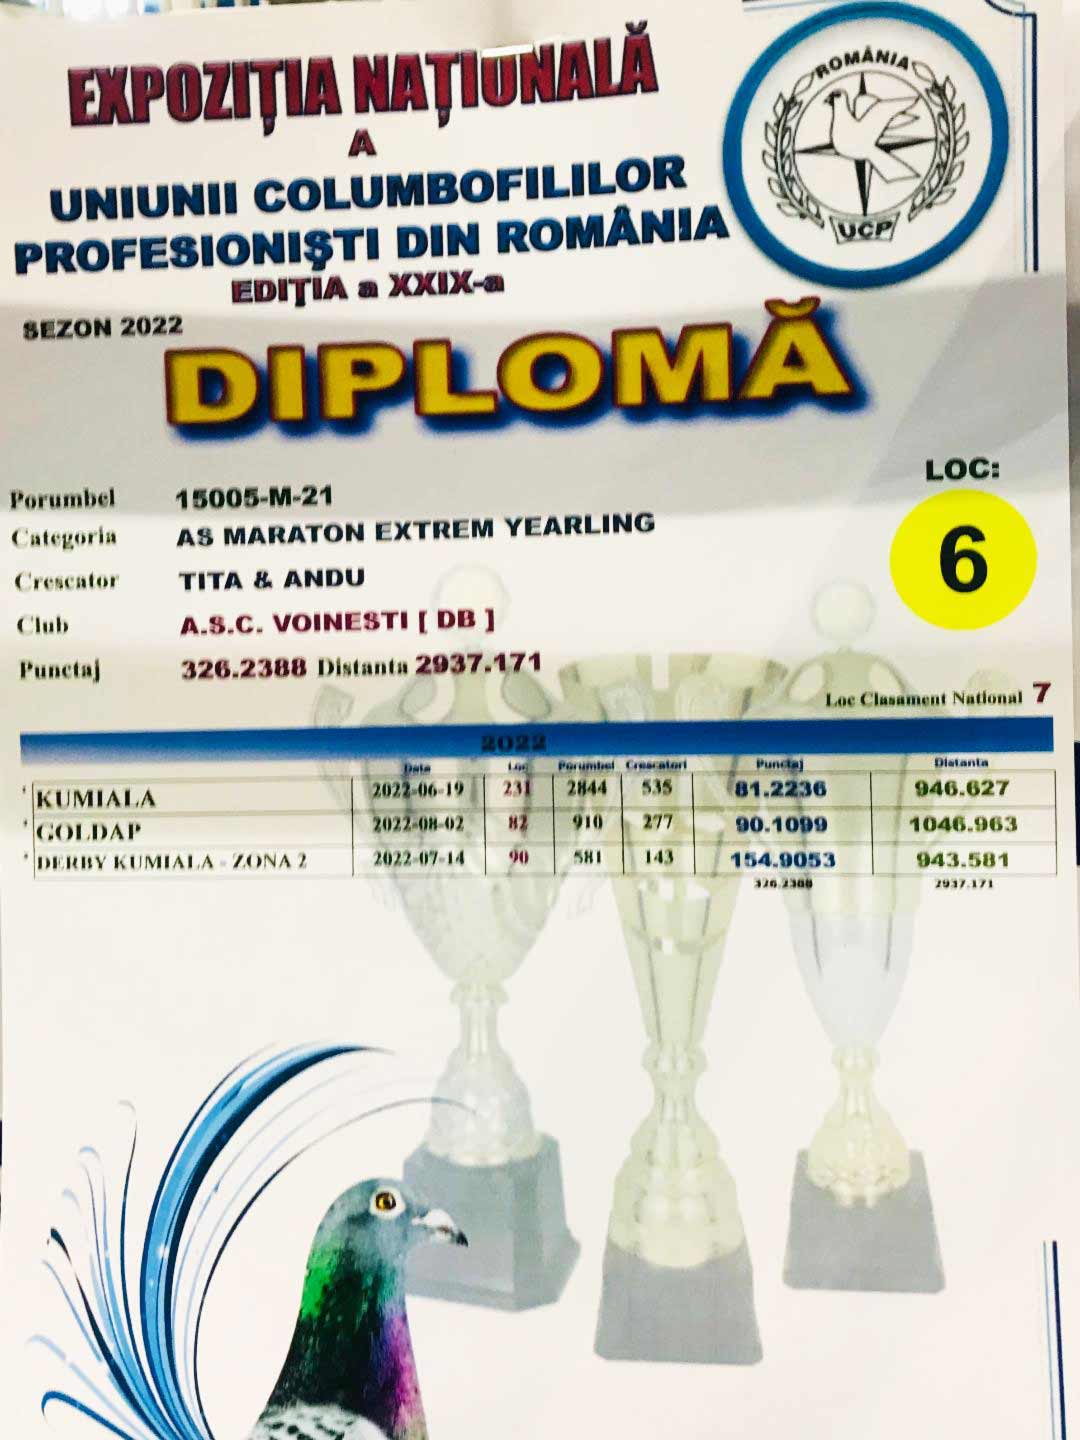 EXPOZIȚIA NAȚIONALĂ
A
UNIUNII COLUMBOFILILOR
PROFESIONIȘTI DIN ROMÂNIA
EDIȚIA a XXIX-a
ROMÂNIA
UCP
SEZON 2022
DIPLOMĂ
LOC:
6
Porumbel 15005-M-21
Categoria AS MARATON EXTREM YEARLING
Crescator TITA & ANDU
Club A.S.C. VOINESTI [ DB ]
Punctaj 326.2388 Distanta 2937.171
Loc Clasament National 7
2022
Data Loc Porumbei Crescatori Punctaj Distanta
KUMIALA 2022-06-19 231 2844 535 81.2236 946.627
GOLDAP 2022-08-02 82 910 277 90.1099 1046.963
DERBY KUMIALA - ZONA 2 2022-07-14 90 581 143 154.9053 943.581
326.2388 2937.171